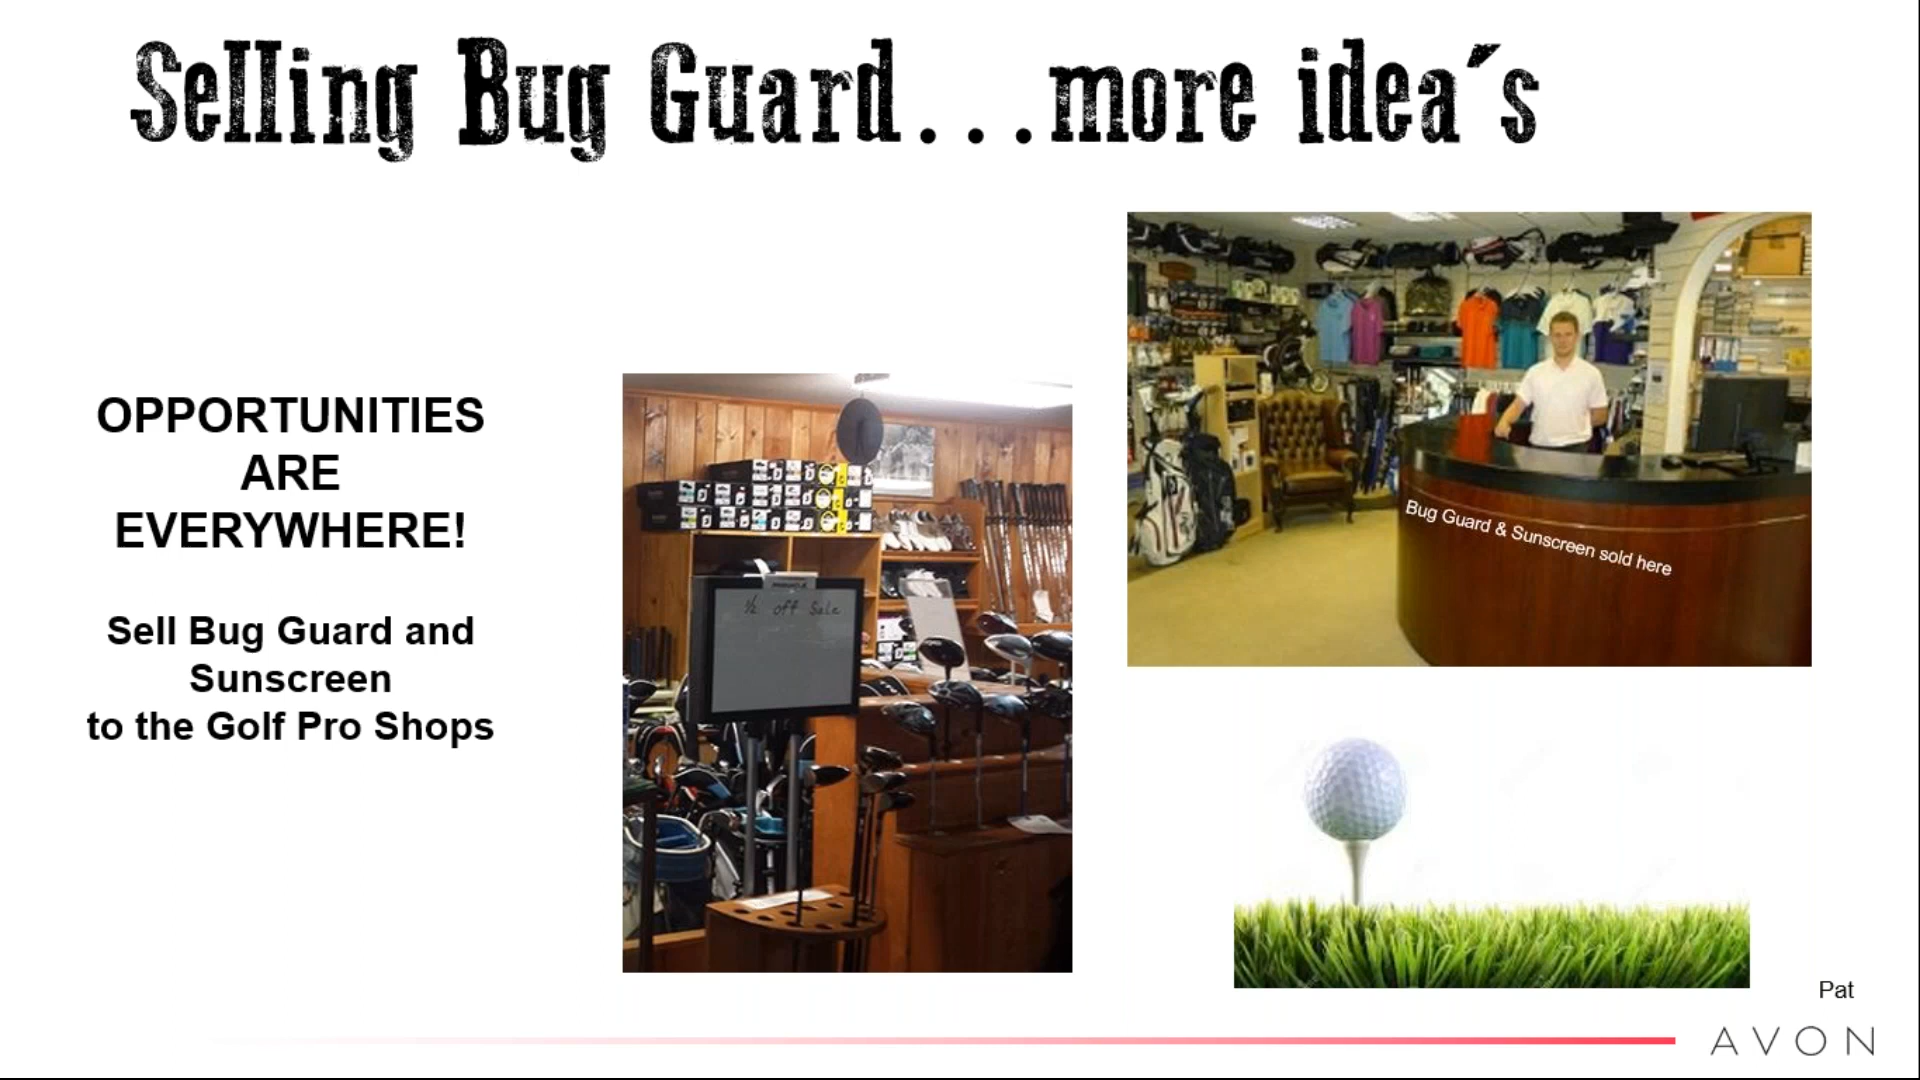 Selling Bug Guard...more idea´s
OPPORTUNITIES
ARE
EVERYWHERE!
Sell Bug Guard and
Sunscreen
to the Golf Pro Shops
½ off Sale
Bug Guard & Sunscreen sold here
Pat
AVON